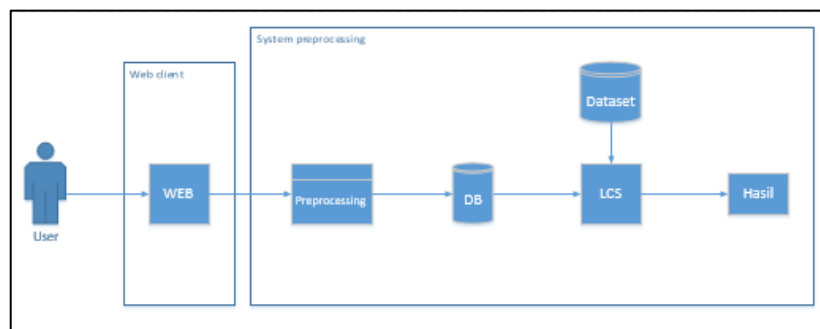 System preprocessing
Web client
Dataset
WEB
Preprocessing
DB
LCS
Hasil
User